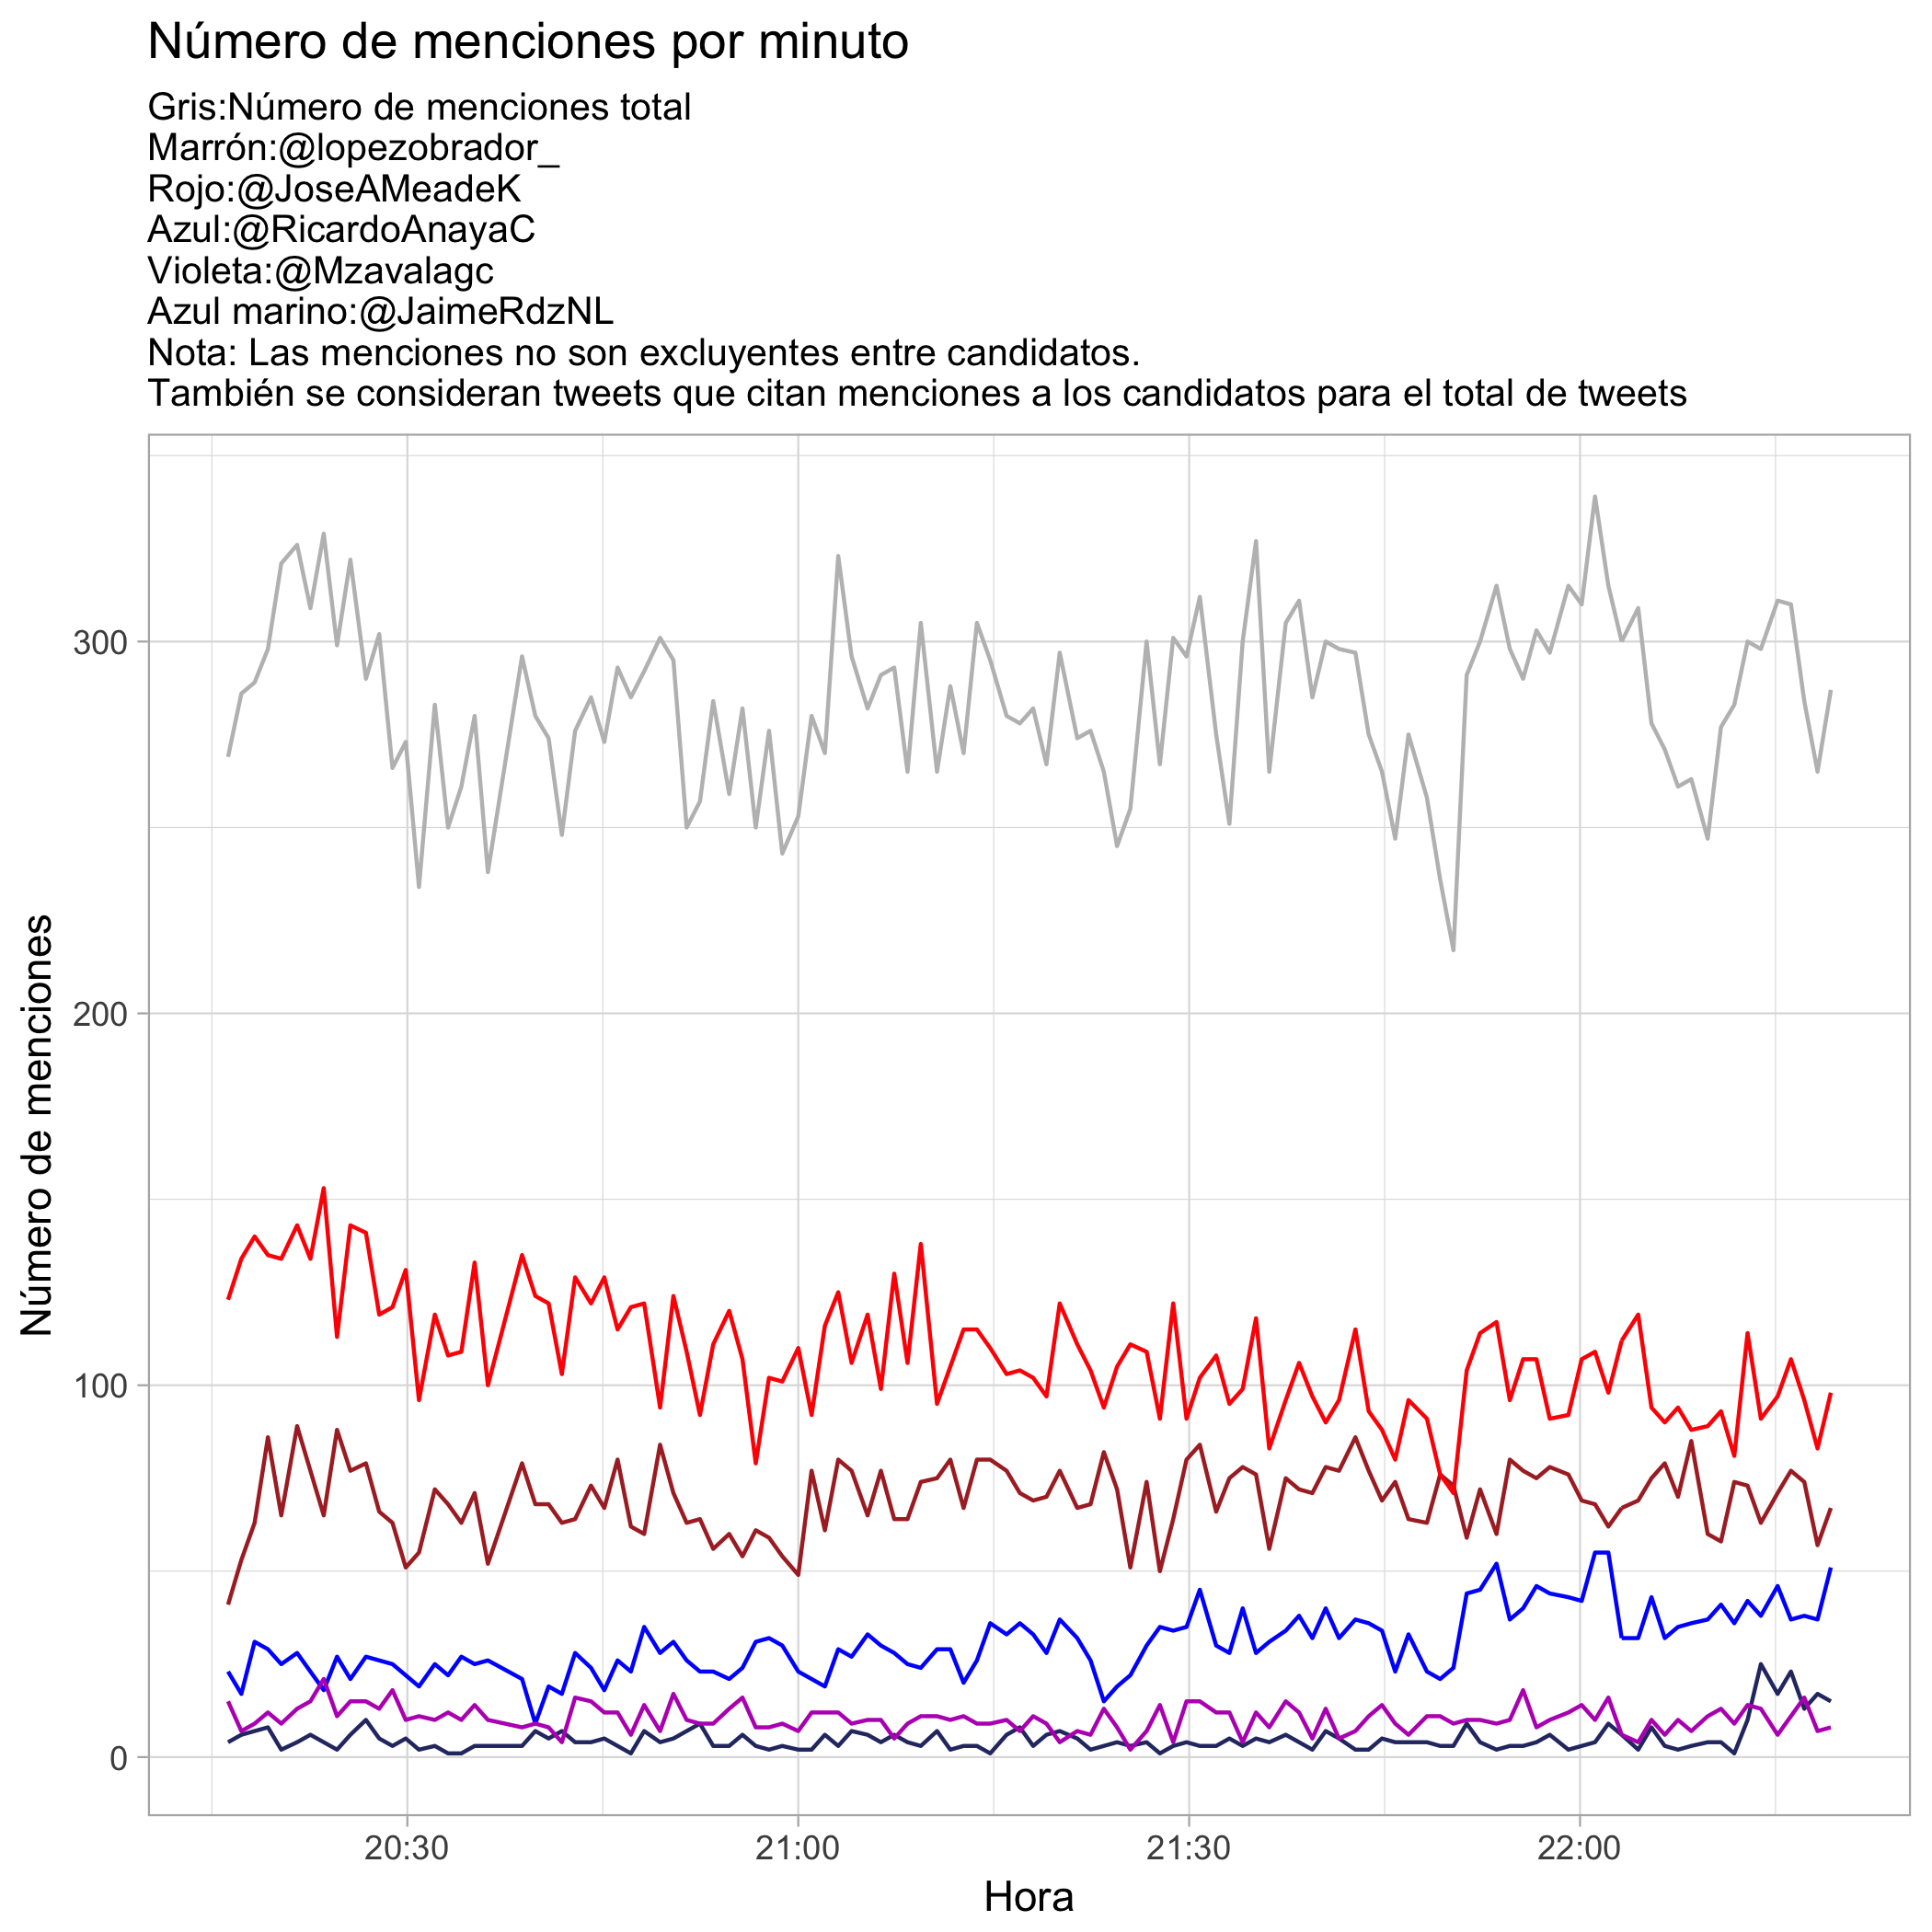 Número de menciones por minuto
Gris:Número de menciones total
Marrón:@lopezobrador_
Rojo:@JoseAMeadeK
Azul:@RicardoAnayaC
Violeta:@Mzavalagc
Azul marino:@JaimeRdzNL
Nota: Las menciones no son excluyentes entre candidatos.
También se consideran tweets que citan menciones a los candidatos para el total de tweets
Número de menciones
300
200
100
0
20:30
21:00
21:30
22:00
Hora